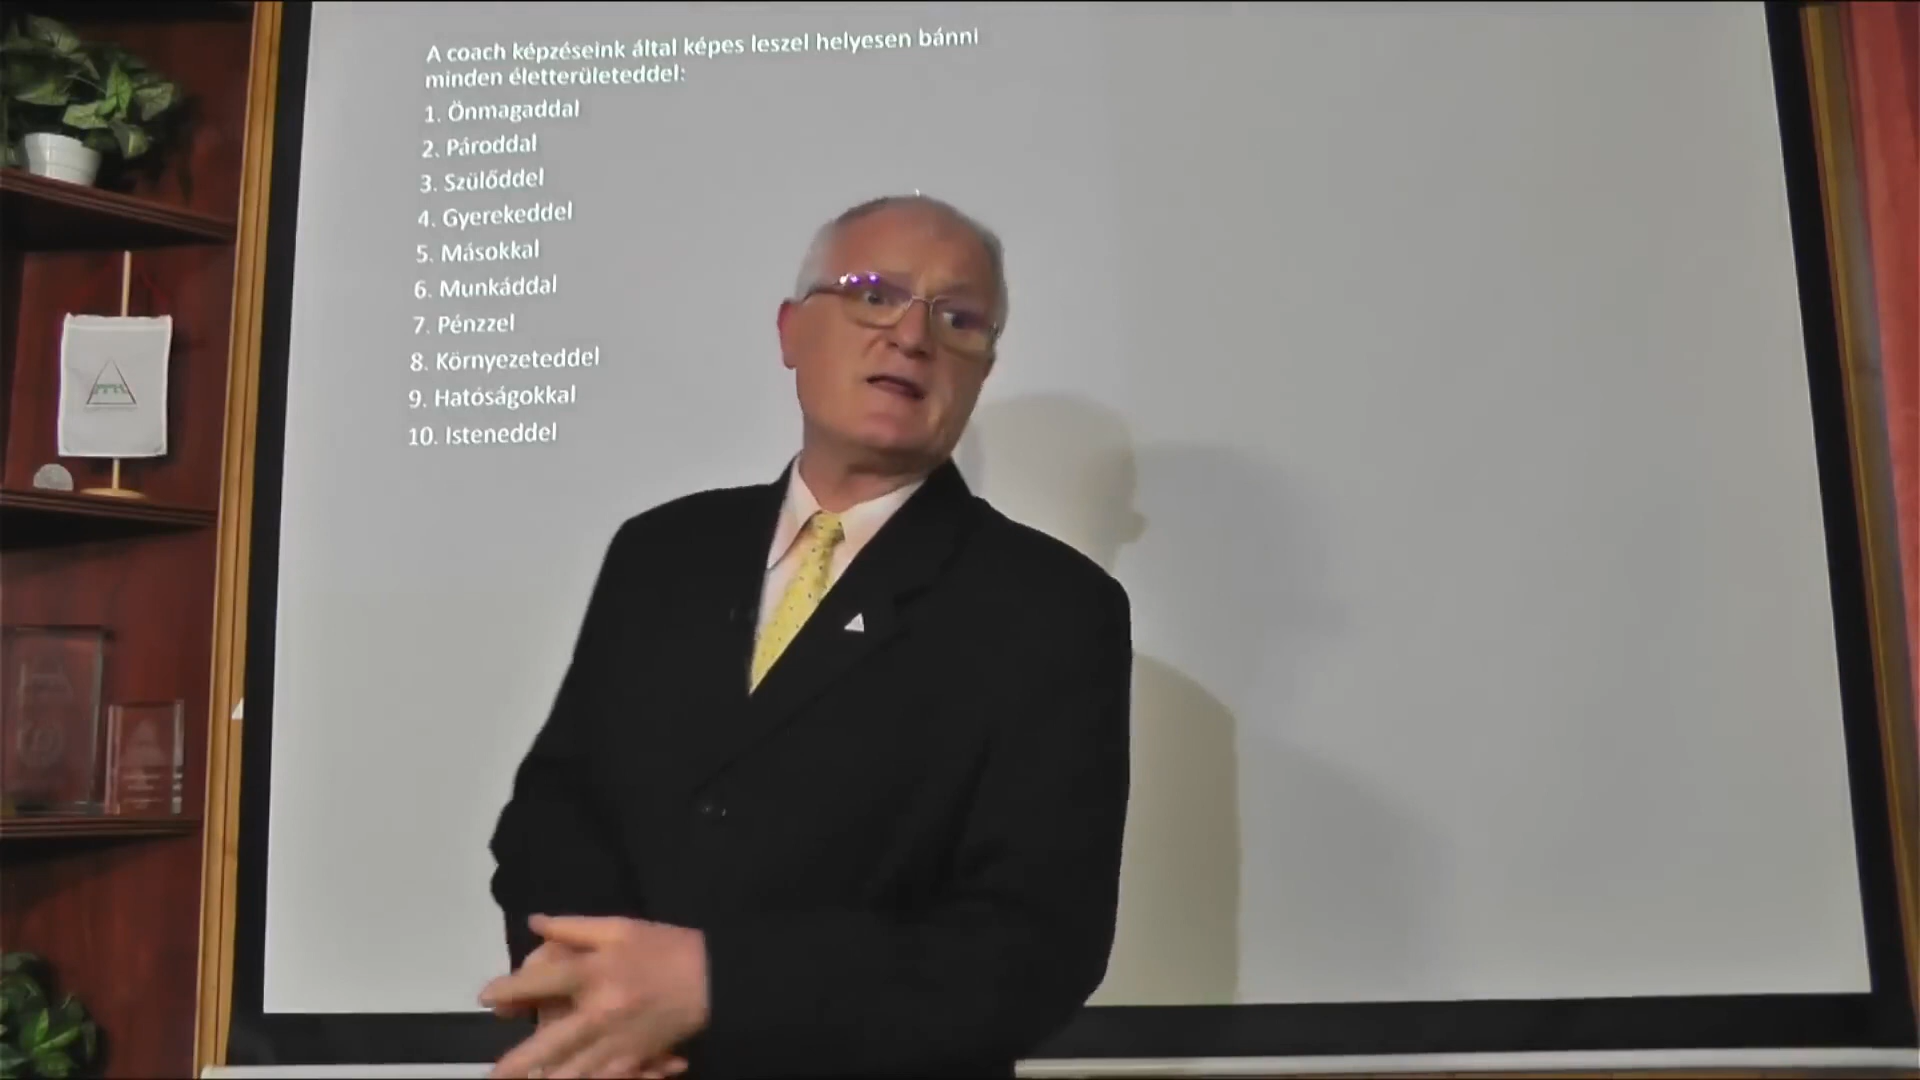 A coach képzéseink által képes leszel helyesen bánni
minden életterületeddel:
1. Önmagaddal
2. Pároddal
3. Szülőddel
4. Gyerekeddel
5. Másokkal
6. Munkáddal
7. Pénzzel
8. Környezeteddel
9. Hatóságokkal
10. Isteneddel